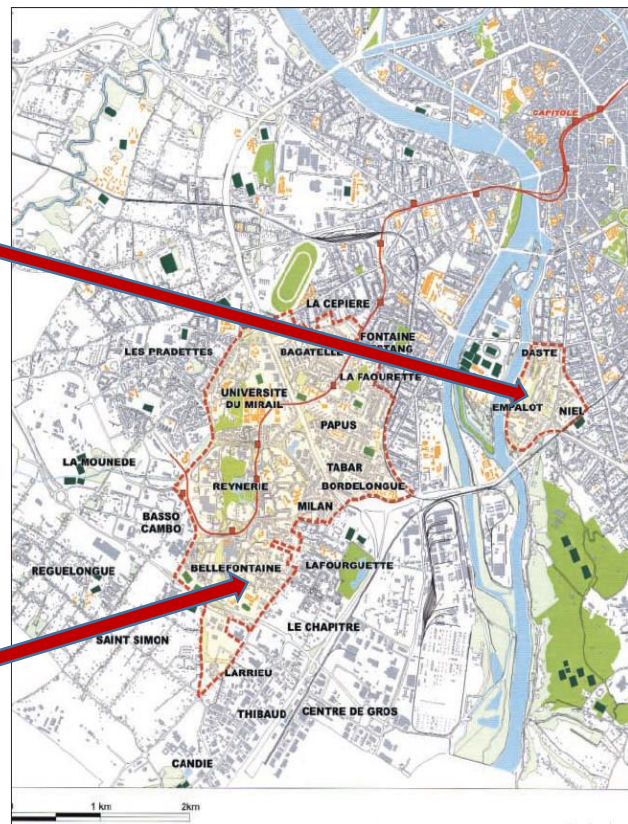 CAPITOLE
LA CEPIERE
FONTAINE
LES PRADETTES
BAGATELLE
DASTE
LA FAOURETTE
UNIVERSITE
DU MIRAIL
EMPALOT
NIEL
PAPUS
LA MOUNEDE
TABAR
REYNERIE
BORDELONGUE
MILAN
BASSO
CAMBO
BELLEFONTAINE
LAFOURGUETTE
REGUELONGUE
LE CHAPITRE
SAINT SIMON
LARRIEU
THIBAUD
CENTRE DE GROS
CANDIE
1 km
2km